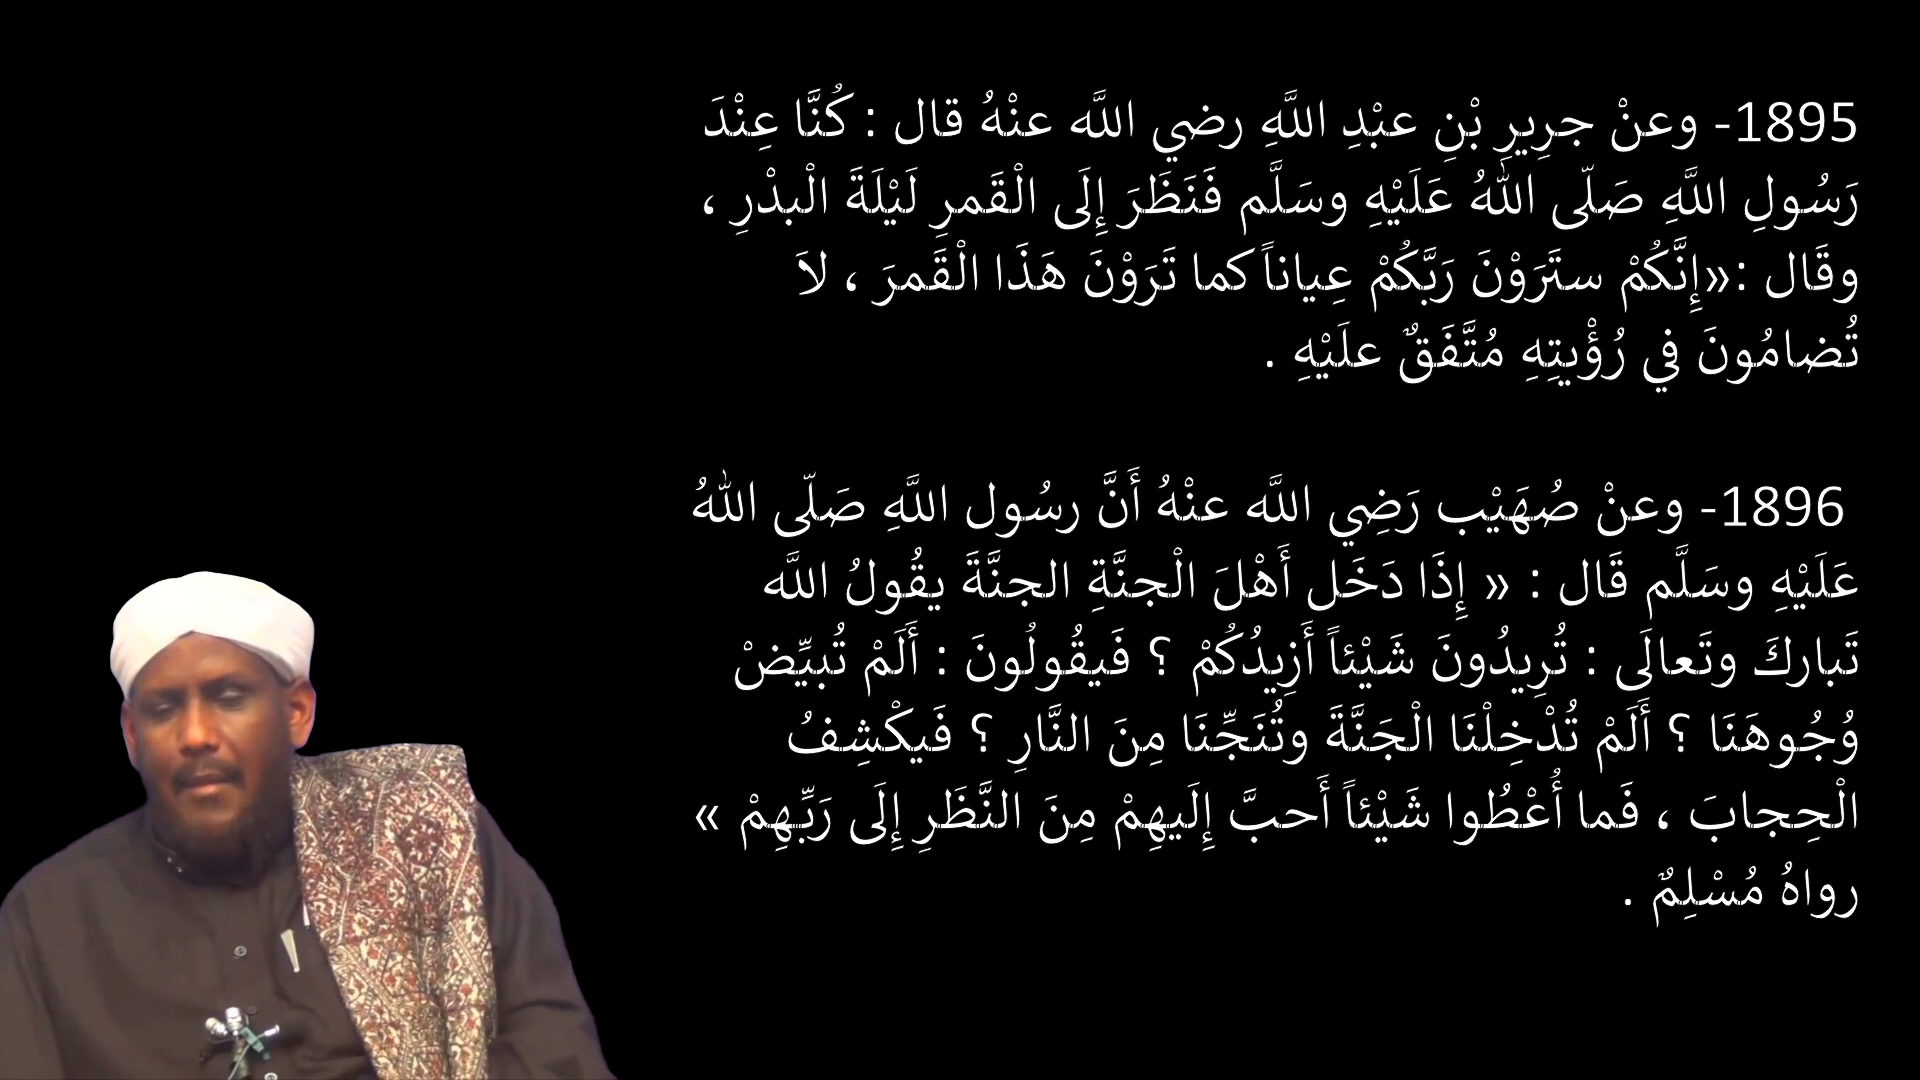 1895- وعنْ جرِيرِ بْنِ عبْدِ اللَّهِ رضي اللَّه عنْهُ قال : كُنَّا عِنْدَ
رَسُولِ اللَّهِ صَلّى اللهُ عَلَيْهِ وسَلَّم فَنَظَرَ إِلَى الْقَمرِ لَيْلَةَ الْبدْرِ ،
وقَال :«إِنَّكُمْ ستَرَوْنَ رَبَّكُمْ عِياناً كما تَرَوْنَ هَذَا الْقَمرَ ، لاَ
تُضامُونَ في رُؤْيتِهِ مُتَّفَقٌ علَيْهِ .
1896- وعنْ صُهَيْب رَضِي اللَّه عنْهُ أَنَّ رسُول اللَّهِ صَلّى اللهُ
عَلَيْهِ وسَلَّم قَال : « إِذَا دَخَل أَهْلَ الْجنَّةِ الجنَّةَ يقُولُ اللَّه
تَباركَ وتَعالَى : تُرِيدُونَ شَيْئاً أَزِيدُكُمْ ؟ فَيقُولُونَ : أَلَمْ تُبيِّضْ
وُجُوهَنَا ؟ أَلَمْ تُدْخِلْنَا الْجَنَّةَ وتُنَجِّنَا مِنَ النَّارِ ؟ فَيكْشِفُ
الْحِجابَ ، فَما أُعْطُوا شَيْئاً أَحبَّ إِلَيهِمْ مِنَ النَّظَرِ إِلَى رَبِّهِمْ »
رواهُ مُسْلِمٌ .